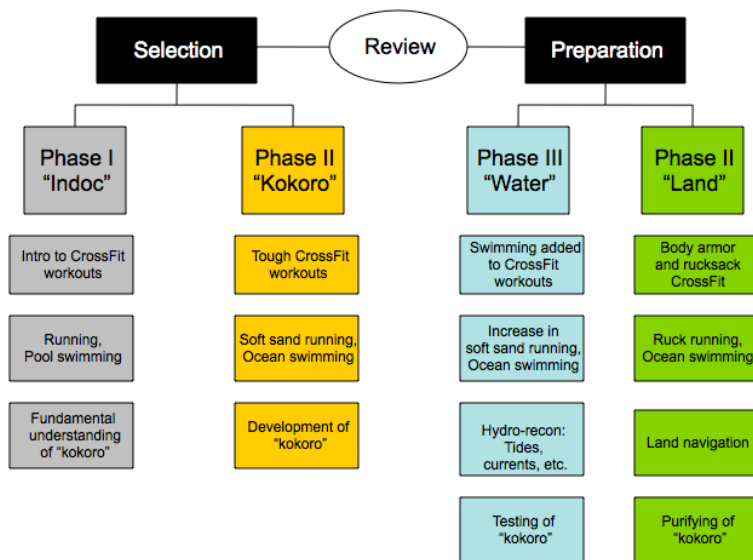 Selection
Review
Preparation
Phase I
“Indoc”
Phase II
“Kokoro”
Phase III
“Water”
Phase II
“Land”
Intro to CrossFit
workouts
Tough CrossFit
workouts
Swimming added
to CrossFit
workouts
Body armor
and rucksack
CrossFit
Running,
Pool swimming
Soft sand running,
Ocean swimming
Increase in
soft sand running,
Ocean swimming
Ruck running,
Ocean swimming
Fundamental
understanding
of “kokoro”
Development of
“kokoro”
Hydro-recon:
Tides,
currents, etc.
Land navigation
Testing of
“kokoro”
Purifying of
“kokoro”